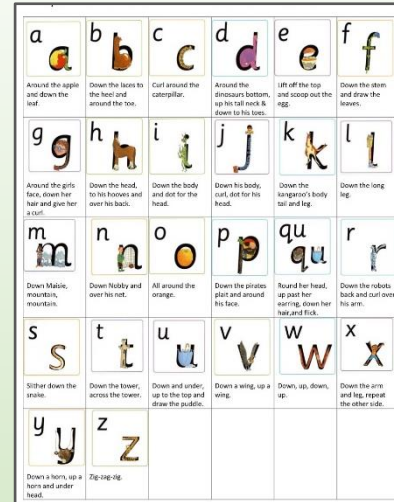 a b c d e f
Around the apple and down the leaf.
Down the laces to the heel and around the toe.
Curl around the caterpillar.
Around the dinosaurs bottom, up his tall neck & down to his toes.
Lift off the top and scoop out the egg.
Down the stem and draw the leaves.
g h i j k l
Around the girls face, down her hair and give her a curl.
Down the head, to his hooves and over his back.
Down the body and dot for the head.
Down his body, curl, dot for his head.
Down the kangaroo's body tail and leg.
Down the long leg.
m n o p qu r
Down Maisie, mountain, mountain.
Down Nobby and over his net.
All around the orange.
Down the pirates plait and around his face.
Round her head, up past her earring, down her hair,and flick.
Down the robots back and curl over his arm.
s t u v w x
Slither down the snake.
Down the tower, across the tower.
Down and under, up to the top and draw the puddle.
Down a wing, up a wing.
Down, up, down, up.
Down the arm and leg, repeat the other side.
y z
Down a horn, up a horn and under head.
Zig-zag-zig.